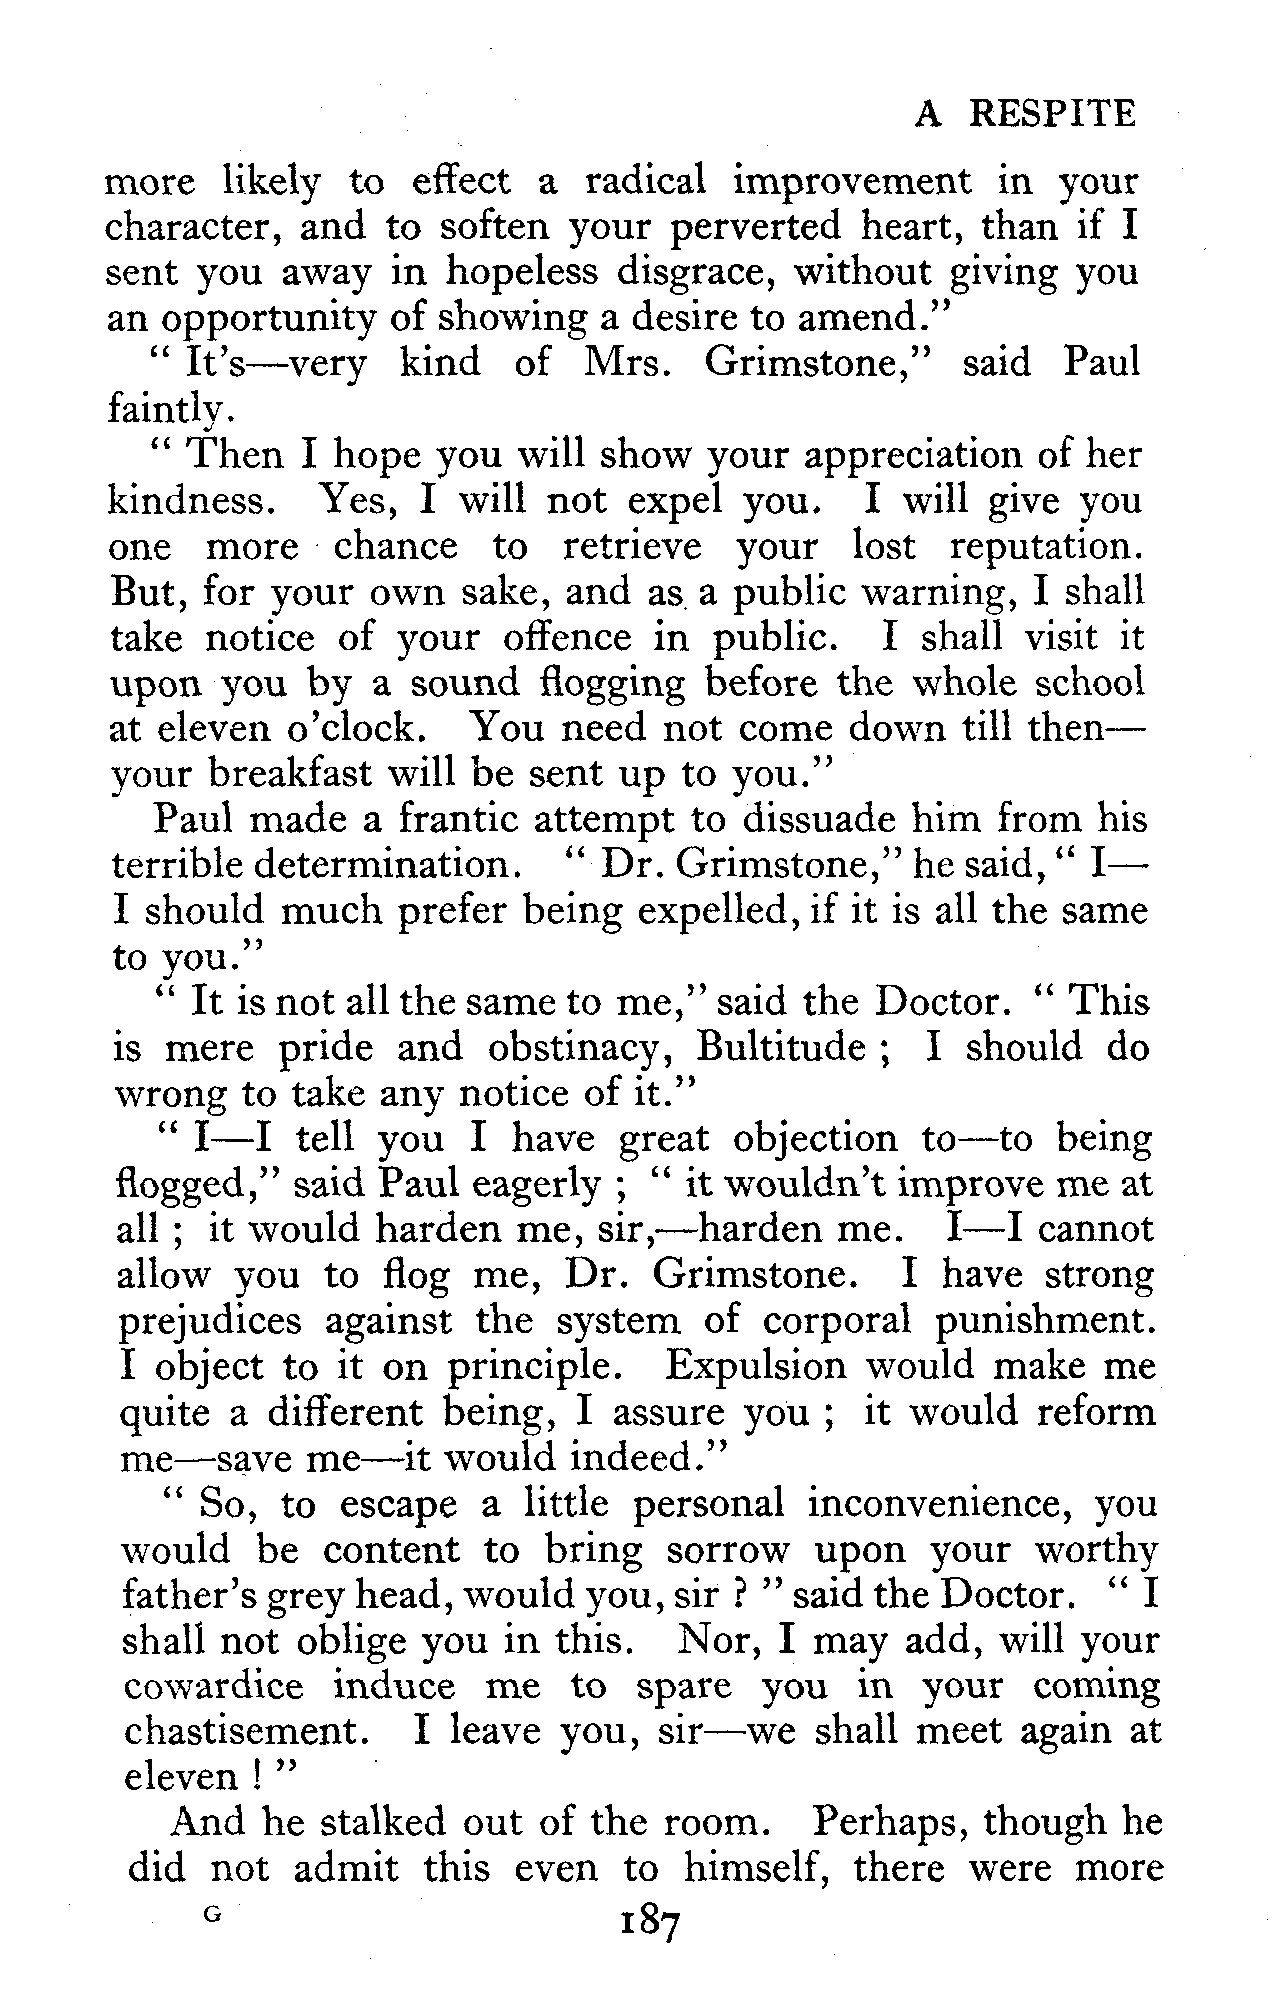 A RESPITE
more likely to effect a radical improvement in your
character, and to soften your perverted heart, than if I
sent you away in hopeless disgrace, without giving you
an opportunity of showing a desire to amend."
" It's—very kind of Mrs. Grimstone," said Paul
faintly.
" Then I hope you will show your appreciation of her
kindness. Yes, I will not expel you. I will give you
one more chance to retrieve your lost reputation.
But, for your own sake, and as a public warning, I shall
take notice of your offence in public. I shall visit it
upon you by a sound flogging before the whole school
at eleven o'clock. You need not come down till then—
your breakfast will be sent up to you."
Paul made a frantic attempt to dissuade him from his
terrible determination. " Dr. Grimstone," he said, " I—
I should much prefer being expelled, if it is all the same
to you."
" It is not all the same to me," said the Doctor. " This
is mere pride and obstinacy, Bultitude ; I should do
wrong to take any notice of it."
" I—I tell you I have great objection to—to being
flogged," said Paul eagerly ; " it wouldn't improve me at
all ; it would harden me, sir,—harden me. I—I cannot
allow you to flog me, Dr. Grimstone. I have strong
prejudices against the system of corporal punishment.
I object to it on principle. Expulsion would make me
quite a different being, I assure you ; it would reform
me—save me—it would indeed."
" So, to escape a little personal inconvenience, you
would be content to bring sorrow upon your worthy
father's grey head, would you, sir ? " said the Doctor. " I
shall not oblige you in this. Nor, I may add, will your
cowardice induce me to spare you in your coming
chastisement. I leave you, sir—we shall meet again at
eleven ! "
And he stalked out of the room. Perhaps, though he
did not admit this even to himself, there were more
G 187